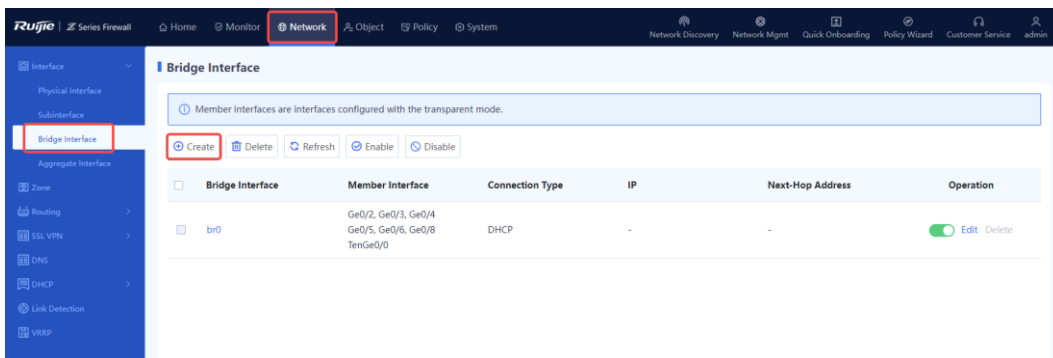 Ruijie | Z Series Firewall
Home
Monitor
Network
Object
Policy
System
Network Discovery
Network Mgmt
Quick Onboarding
Policy Wizard
Customer Service
admin
Interface
Physical Interface
Subinterface
Bridge Interface
Aggregate Interface
Zone
Routing
SSL VPN
DNS
DHCP
Link Detection
VRRP
Bridge Interface
Member interfaces are interfaces configured with the transparent mode.
Create
Delete
Refresh
Enable
Disable
Bridge Interface
Member Interface
Connection Type
IP
Next-Hop Address
Operation
br0
Ge0/2, Ge0/3, Ge0/4
Ge0/5, Ge0/6, Ge0/8
TenGe0/0
DHCP
-
-
Edit
Delete